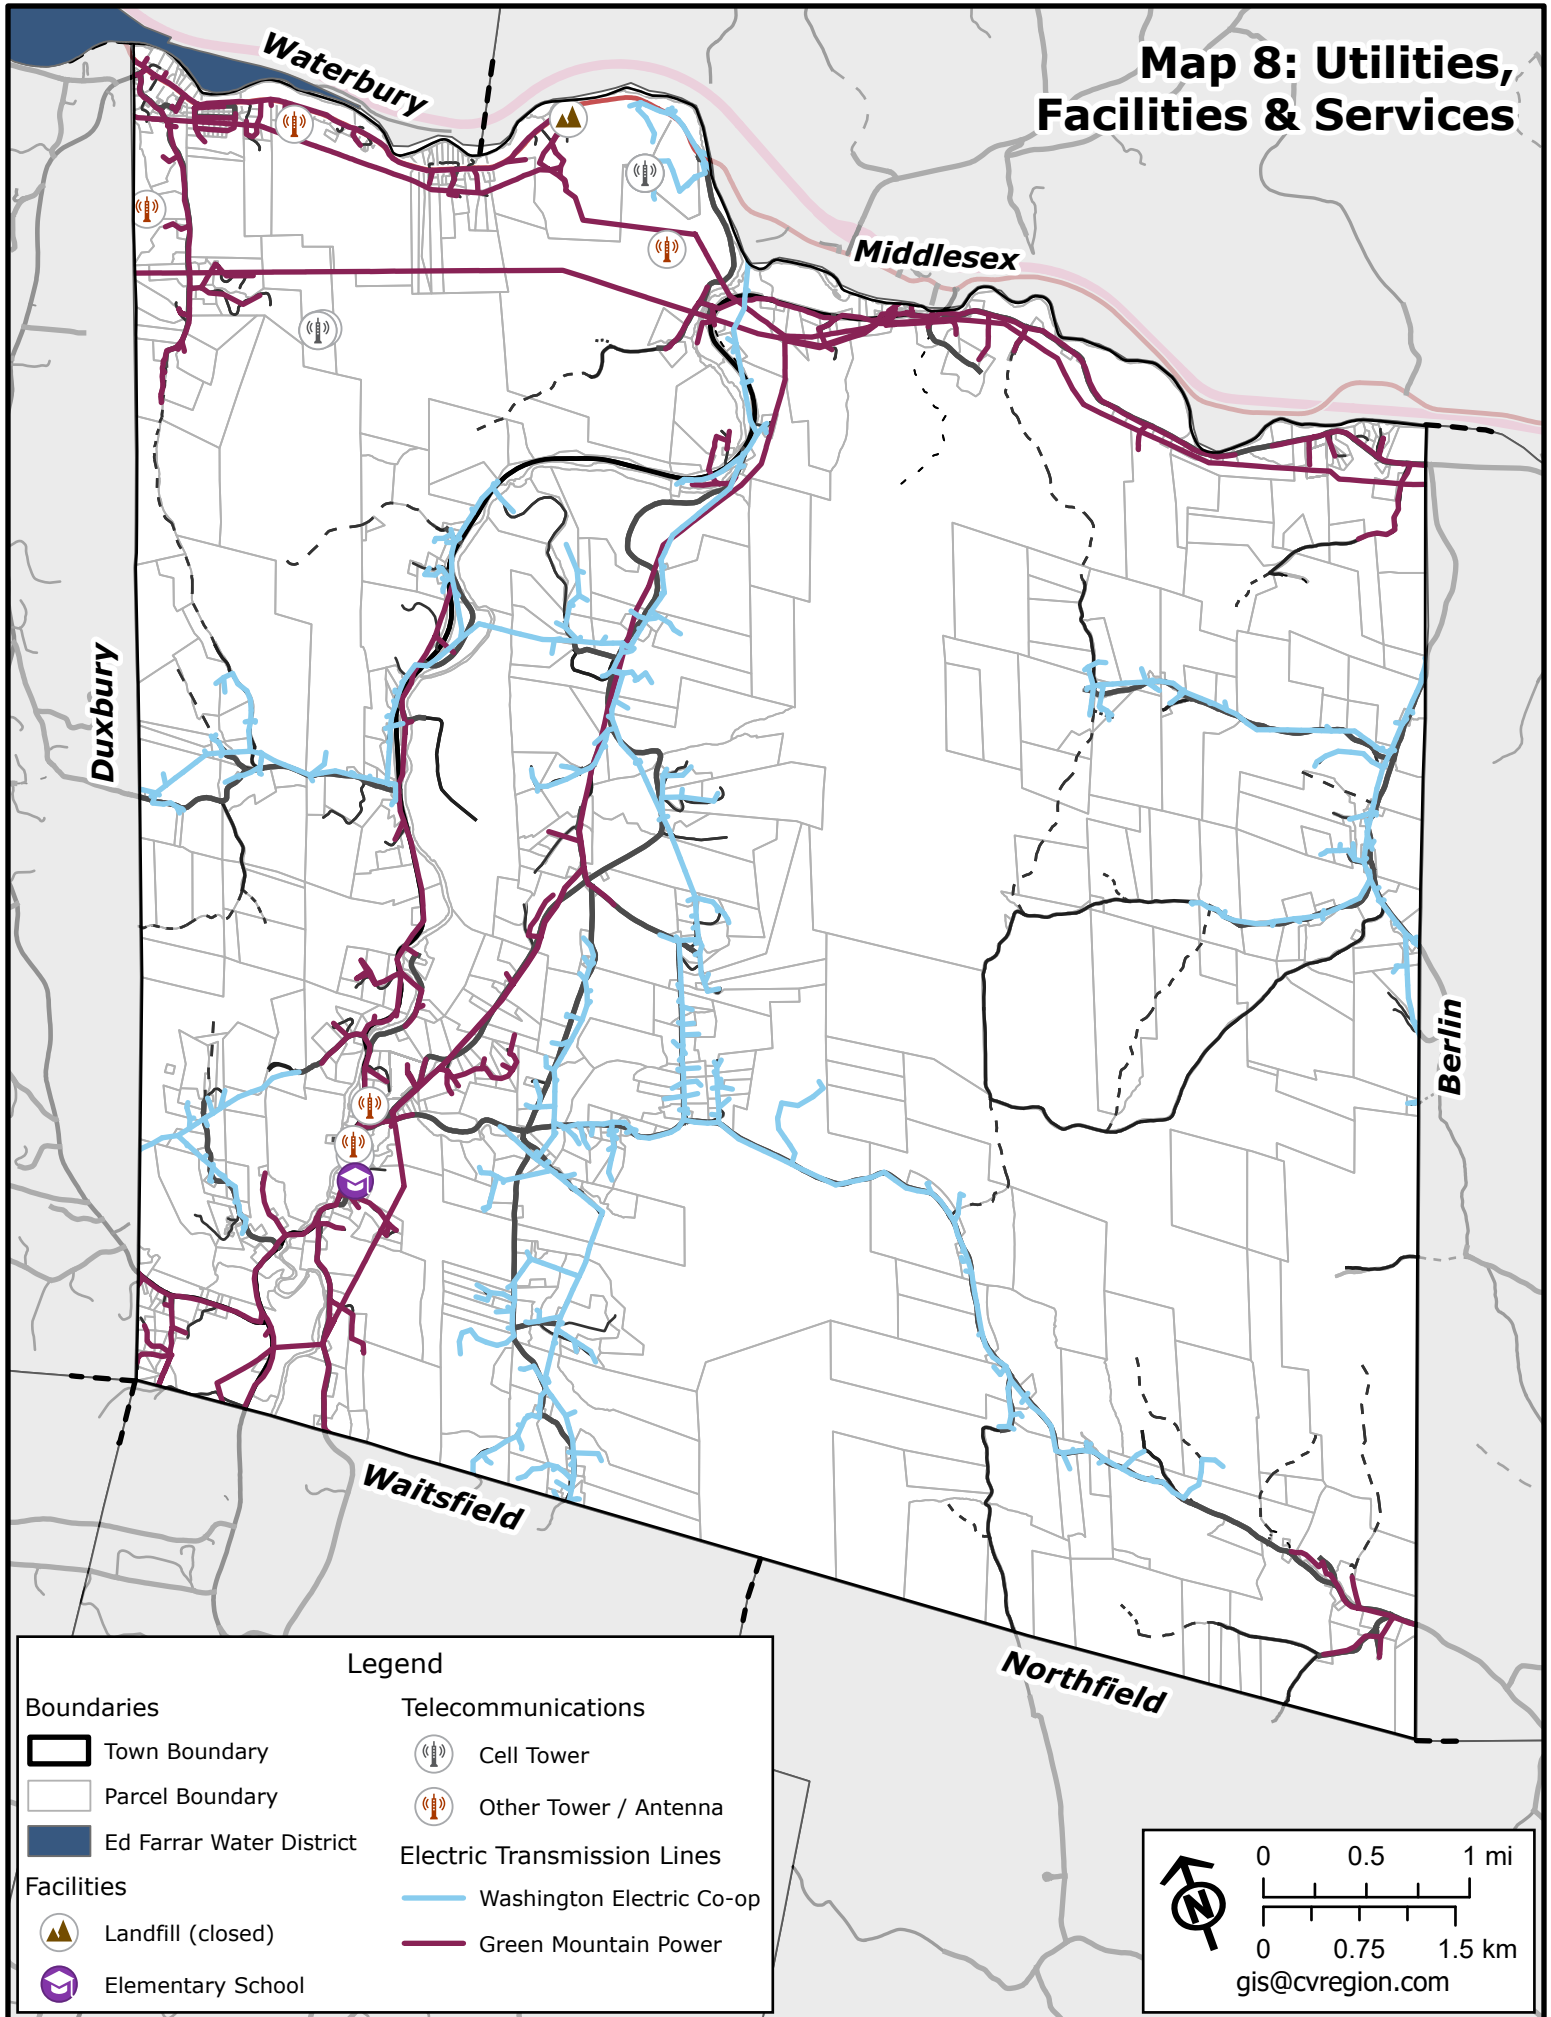 Map 8: Utilities,
Facilities & Services
Waterbury
Middlesex
Duxbury
Berlin
Waitsfield
Northfield
Legend
Boundaries
Town Boundary
Parcel Boundary
Ed Farrar Water District
Facilities
Landfill (closed)
Elementary School
Telecommunications
Cell Tower
Other Tower / Antenna
Electric Transmission Lines
Washington Electric Co-op
Green Mountain Power
N
0 0.5 1 mi
0 0.75 1.5 km
gis@cvregion.com